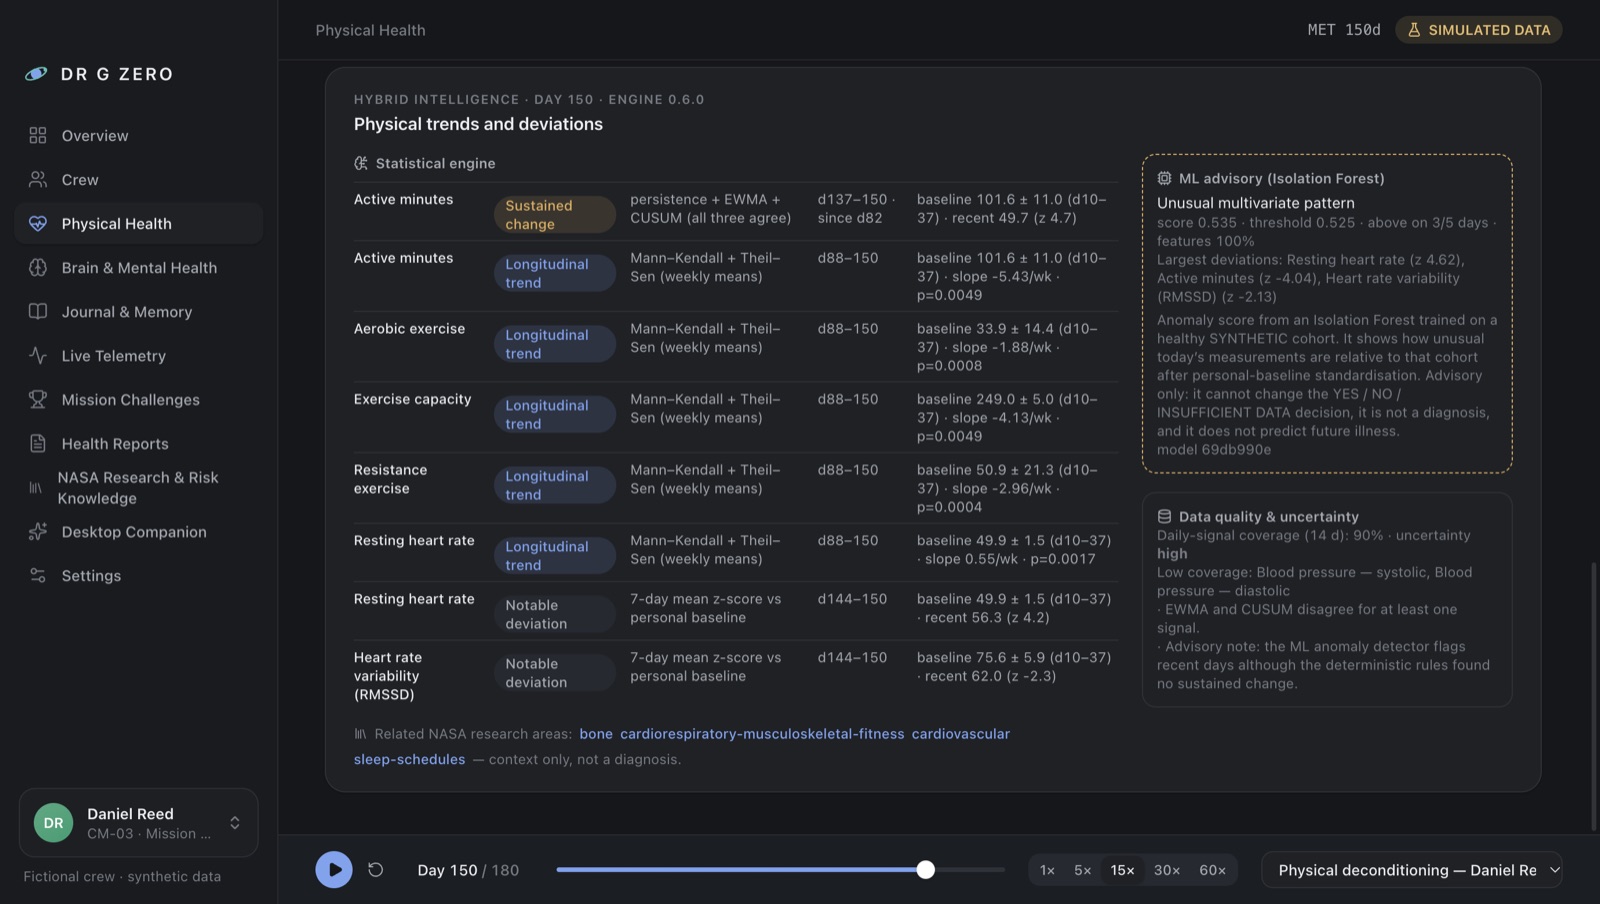 Physical Health
MET 150d
SIMULATED DATA
DR G ZERO
Overview
Crew
Physical Health
Brain & Mental Health
Journal & Memory
Live Telemetry
Mission Challenges
Health Reports
NASA Research & Risk
Knowledge
Desktop Companion
Settings
DR
Daniel Reed
CM-03 · Mission ...
Fictional crew · synthetic data
HYBRID INTELLIGENCE · DAY 150 · ENGINE 0.6.0
Physical trends and deviations
Statistical engine
Active minutes
Sustained
change
persistence + EWMA +
CUSUM (all three agree)
d137–150 ·
since d82
baseline 101.6 ± 11.0 (d10–
37) · recent 49.7 (z 4.7)
Active minutes
Longitudinal
trend
Mann–Kendall + Theil–
Sen (weekly means)
d88–150
baseline 101.6 ± 11.0 (d10–
37) · slope -5.43/wk ·
p=0.0049
Aerobic exercise
Longitudinal
trend
Mann–Kendall + Theil–
Sen (weekly means)
d88–150
baseline 33.9 ± 14.4 (d10–
37) · slope -1.88/wk ·
p=0.0008
Exercise capacity
Longitudinal
trend
Mann–Kendall + Theil–
Sen (weekly means)
d88–150
baseline 249.0 ± 5.0 (d10–
37) · slope -4.13/wk ·
p=0.0049
Resistance
exercise
Longitudinal
trend
Mann–Kendall + Theil–
Sen (weekly means)
d88–150
baseline 50.9 ± 21.3 (d10–
37) · slope -2.96/wk ·
p=0.0004
Resting heart rate
Longitudinal
trend
Mann–Kendall + Theil–
Sen (weekly means)
d88–150
baseline 49.9 ± 1.5 (d10–37)
· slope 0.55/wk · p=0.0017
Resting heart rate
Notable
deviation
7-day mean z-score vs
personal baseline
d144–150
baseline 49.9 ± 1.5 (d10–37)
· recent 56.3 (z 4.2)
Heart rate
variability
(RMSSD)
Notable
deviation
7-day mean z-score vs
personal baseline
d144–150
baseline 75.6 ± 5.9 (d10–37)
· recent 62.0 (z -2.3)
Related NASA research areas: bone cardiorespiratory-musculoskeletal-fitness cardiovascular
sleep-schedules — context only, not a diagnosis.
ML advisory (Isolation Forest)
Unusual multivariate pattern
score 0.535 · threshold 0.525 · above on 3/5 days ·
features 100%
Largest deviations: Resting heart rate (z 4.62),
Active minutes (z -4.04), Heart rate variability
(RMSSD) (z -2.13)
Anomaly score from an Isolation Forest trained on a
healthy SYNTHETIC cohort. It shows how unusual
today's measurements are relative to that cohort
after personal-baseline standardisation. Advisory
only: it cannot change the YES / NO /
INSUFFICIENT DATA decision, it is not a diagnosis,
and it does not predict future illness.
model 69db990e
Data quality & uncertainty
Daily-signal coverage (14 d): 90% · uncertainty
high
Low coverage: Blood pressure — systolic, Blood
pressure — diastolic
· EWMA and CUSUM disagree for at least one
signal.
· Advisory note: the ML anomaly detector flags
recent days although the deterministic rules found
no sustained change.
Day 150 / 180
1×
5×
15×
30×
60×
Physical deconditioning — Daniel Re